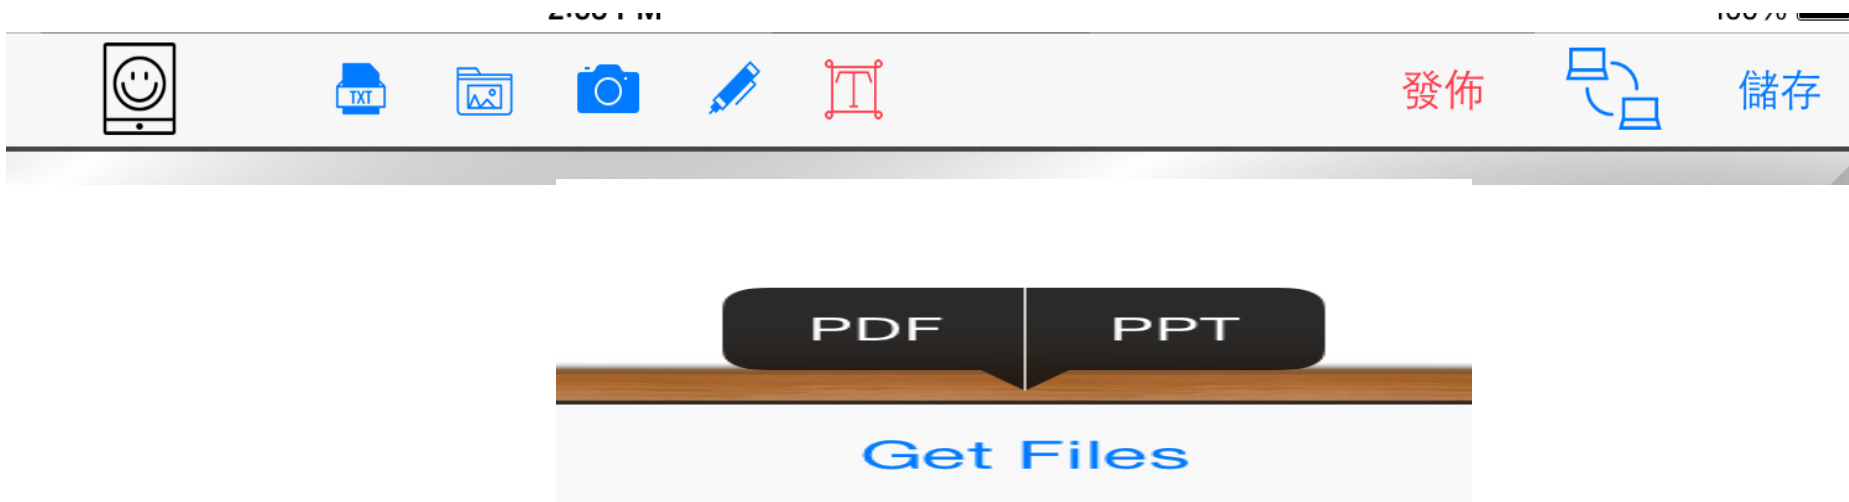 TXT T 發佈 儲存
PDF PPT
Get Files